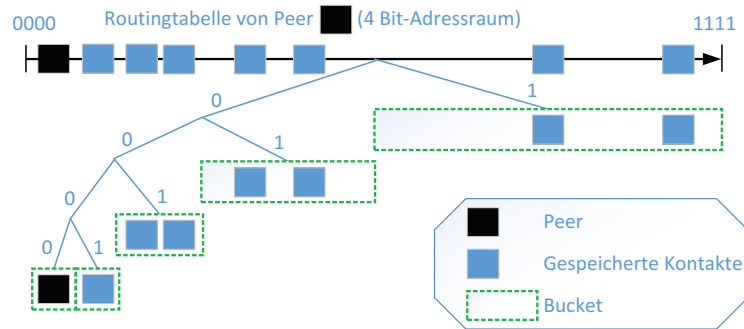 Routingtabelle von Peer (4 Bit-Adressraum)
0000
1111
0
1
0
1
0
1
0
1
Peer
Gespeicherte Kontakte
Bucket